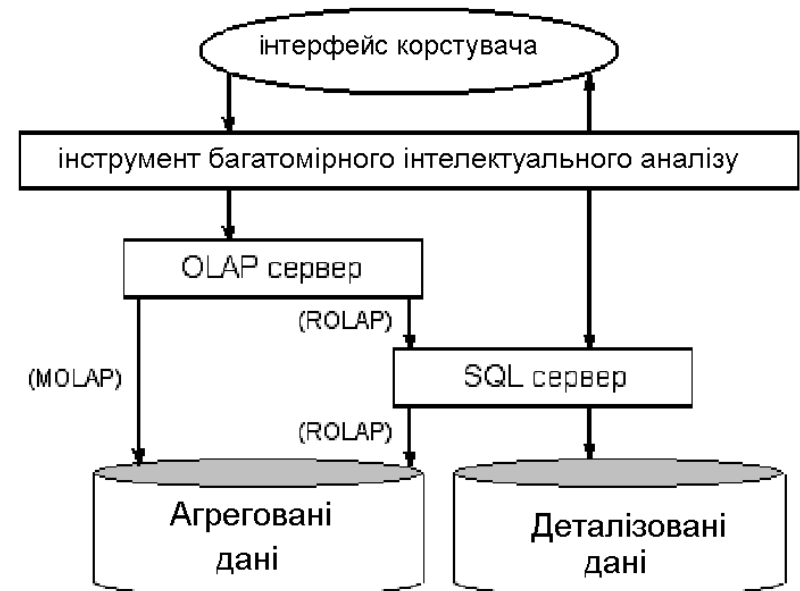 інтерфейс корстувача
інструмент багатомірного інтелектуального аналізу
OLAP сервер
(ROLAP)
(MOLAP)
SQL сервер
(ROLAP)
Агреговані
дані
Деталізовані
дані